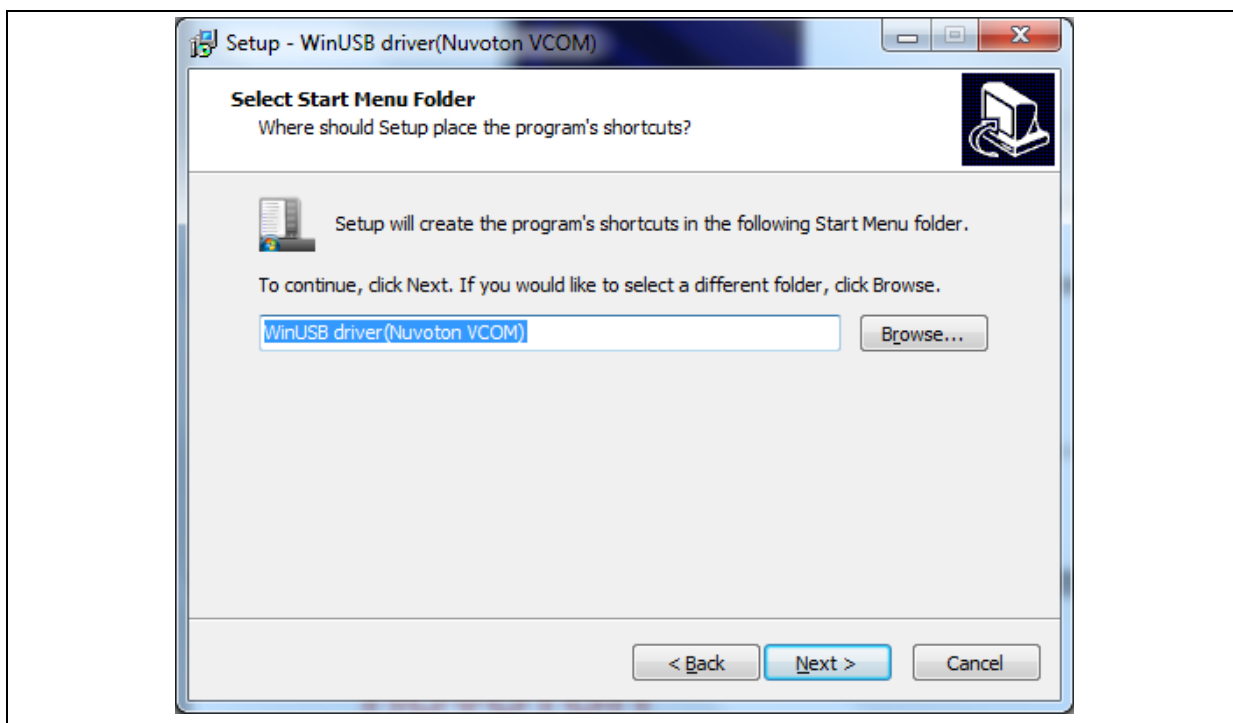 Setup - WinUSB driver(Nuvoton VCOM)
Select Start Menu Folder
Where should Setup place the program's shortcuts?
Setup will create the program's shortcuts in the following Start Menu folder.
To continue, click Next. If you would like to select a different folder, click Browse.
WinUSB driver(Nuvoton VCOM)
Browse...
< Back
Next >
Cancel